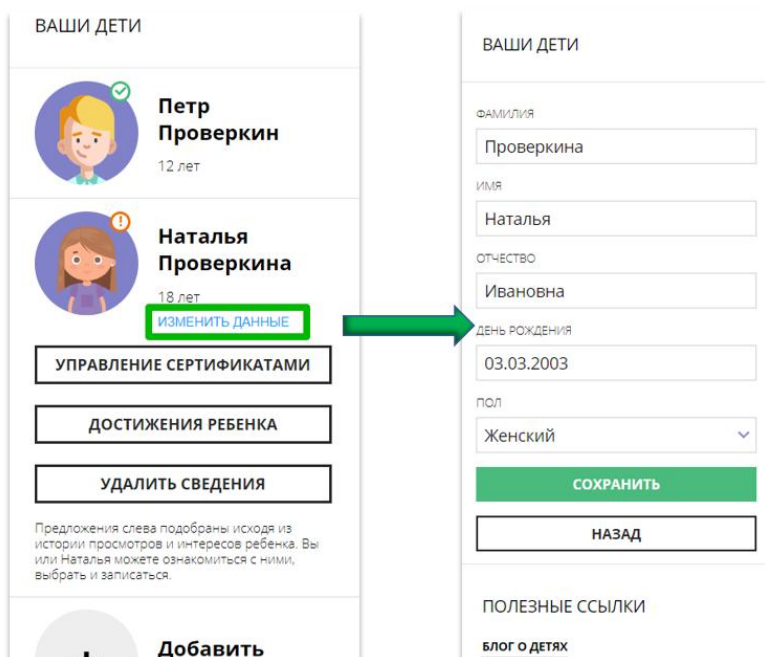 ВАШИ ДЕТИ
Петр
Проверкин
12 лет
Наталья
Проверкина
18 лет
ИЗМЕНИТЬ ДАННЫЕ
УПРАВЛЕНИЕ СЕРТИФИКАТАМИ
ДОСТИЖЕНИЯ РЕБЕНКА
УДАЛИТЬ СВЕДЕНИЯ
Предложения слева подобраны исходя из
истории просмотров и интересов ребенка. Вы
или Наталья можете ознакомиться с ними,
выбрать и записаться.
Добавить
ВАШИ ДЕТИ
ФАМИЛИЯ
Проверкина
ИМЯ
Наталья
ОТЧЕСТВО
Ивановна
ДЕНЬ РОЖДЕНИЯ
03.03.2003
ПОЛ
Женский
СОХРАНИТЬ
НАЗАД
ПОЛЕЗНЫЕ ССЫЛКИ
БЛОГ О ДЕТЯХ